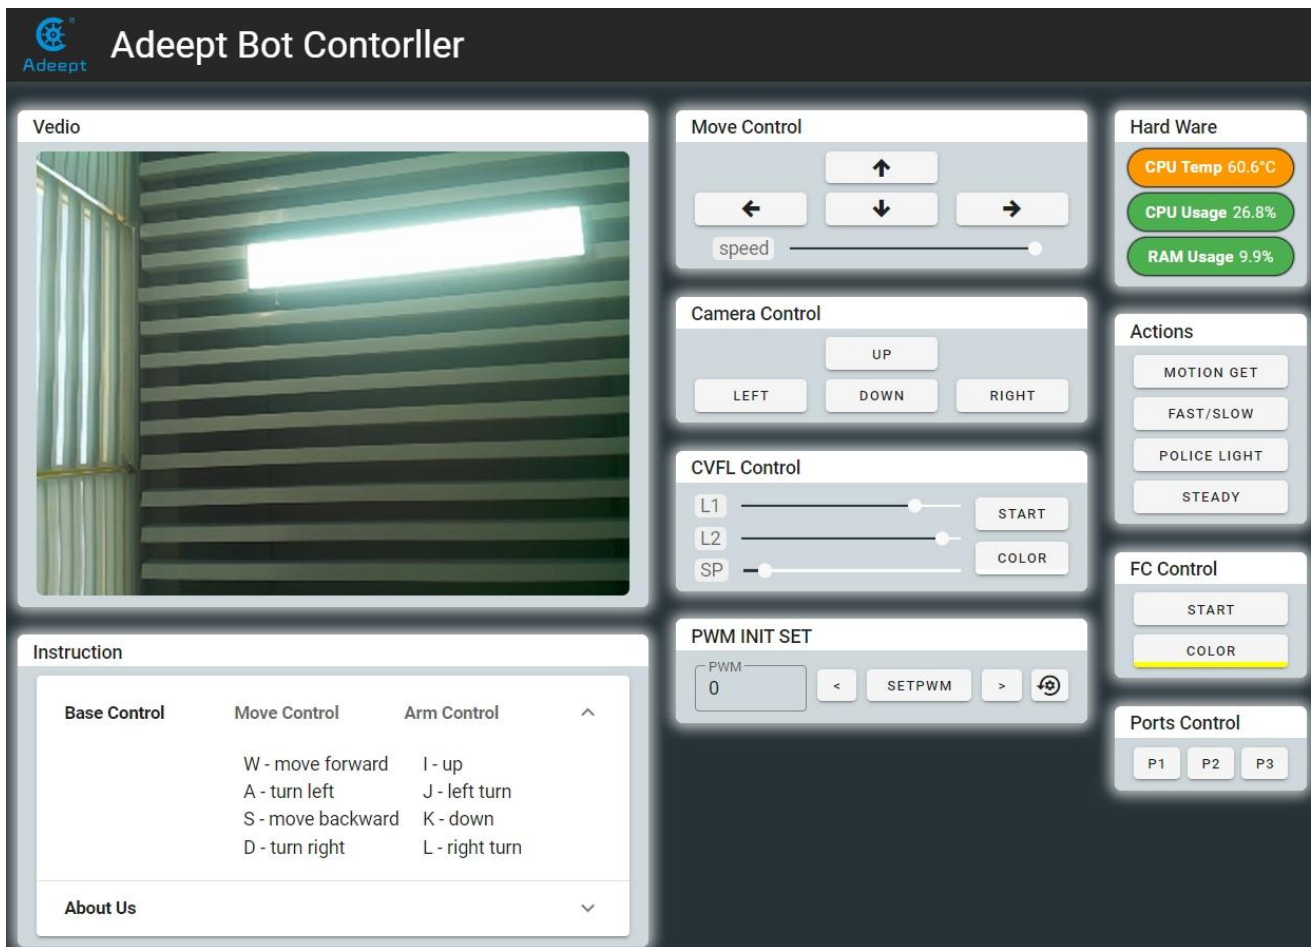 Adeept
Adeept Bot Contorller
Vedio
Instruction
Base Control Move Control Arm Control
W - move forward I - up
A - turn left J - left turn
S - move backward K - down
D - turn right L - right turn
About Us
Move Control
speed
Camera Control
UP
LEFT DOWN RIGHT
CVFL Control
L1
START
L2
SP
COLOR
PWM INIT SET
PWM
0 < SETPWM >
Hard Ware
CPU Temp 60.6°C
CPU Usage 26.8%
RAM Usage 9.9%
Actions
MOTION GET
FAST/SLOW
POLICE LIGHT
STEADY
FC Control
START
COLOR
Ports Control
P1 P2 P3